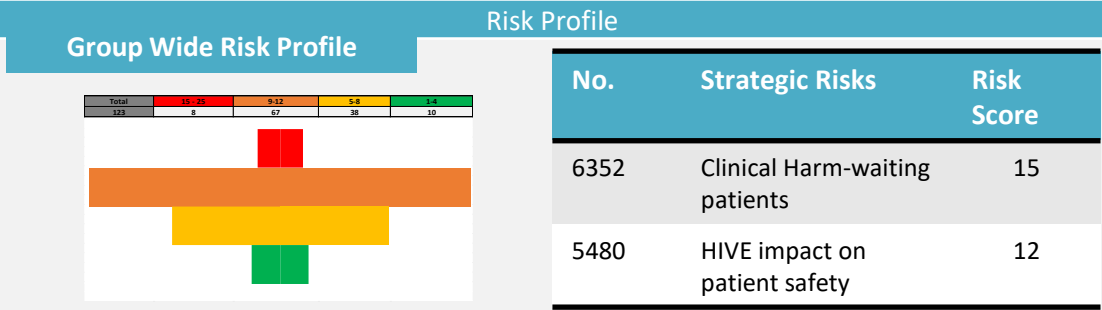 Risk Profile
Group Wide Risk Profile
Total 15 - 25 9-12 5-8 1-4
123 8 67 38 10
No. Strategic Risks Risk
Score
6352 Clinical Harm-waiting 15
patients
5480 HIVE impact on 12
patient safety